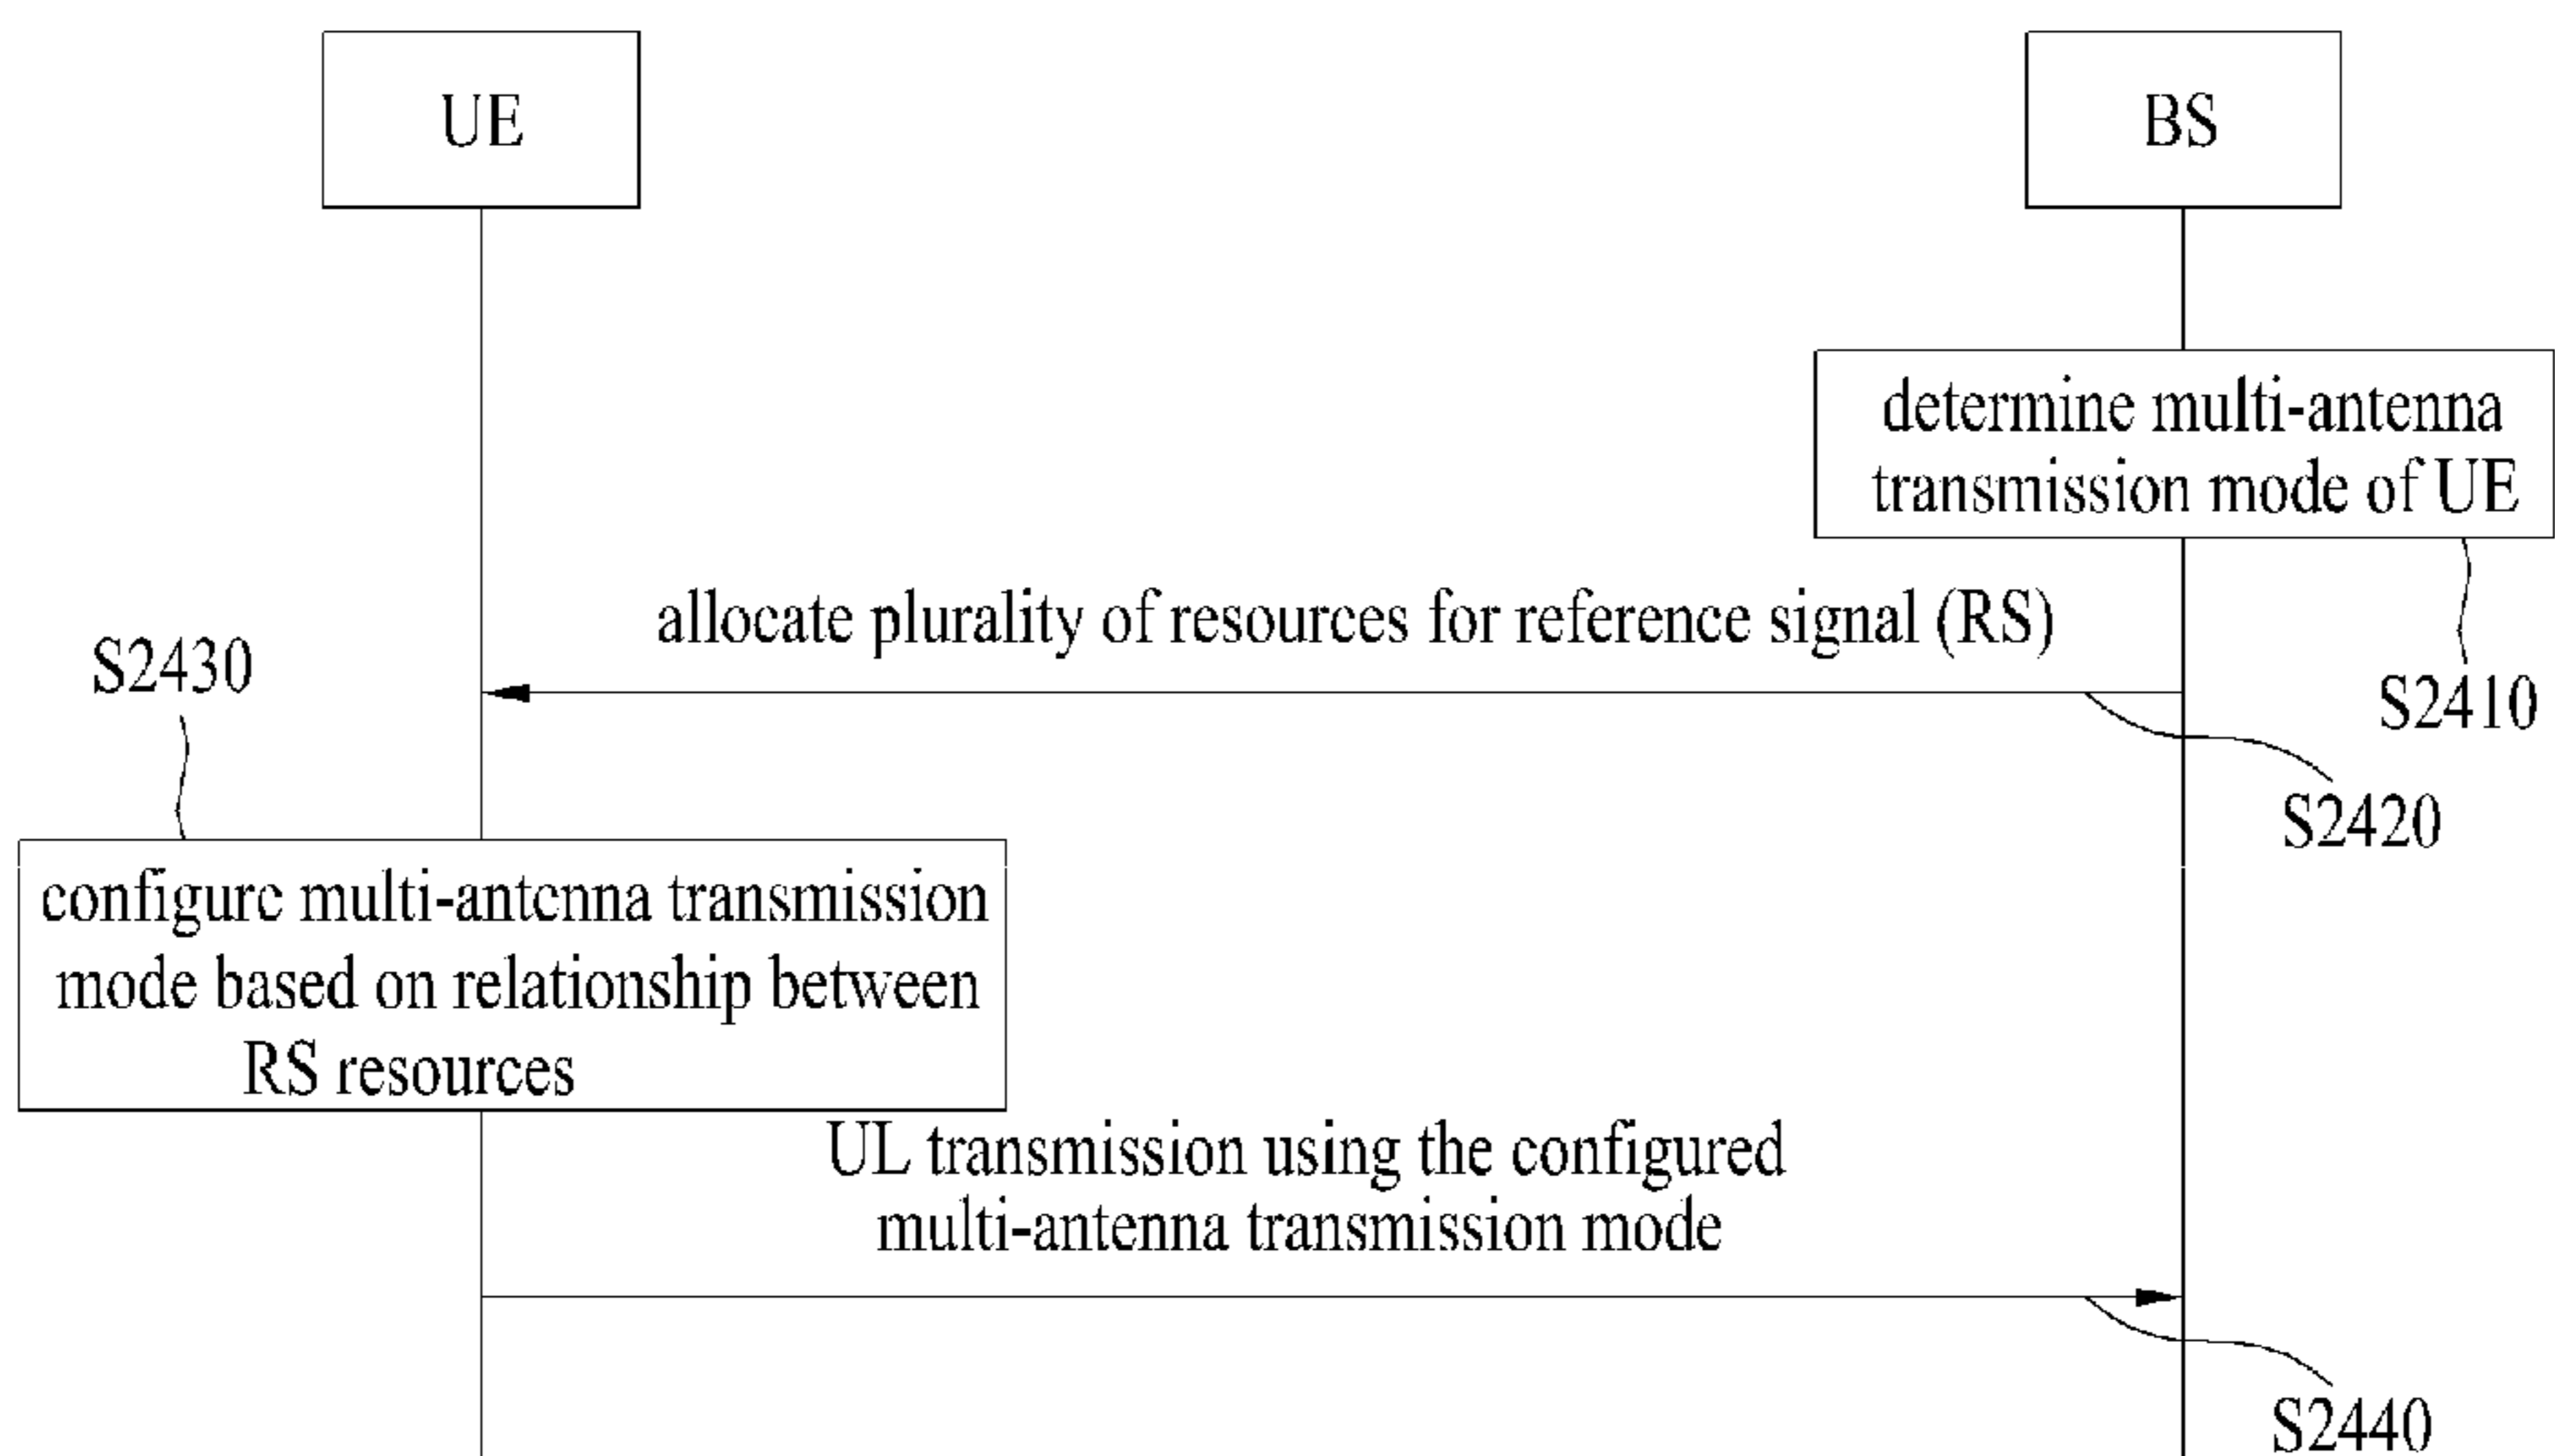 UE
BS
determine multi-antenna
transmission mode of UE
allocate plurality of resources for reference signal (RS)
S2430
S2410
S2420
configure multi-antenna transmission
mode based on relationship between
RS resources
UL transmission using the configured
multi-antenna transmission mode
S2440